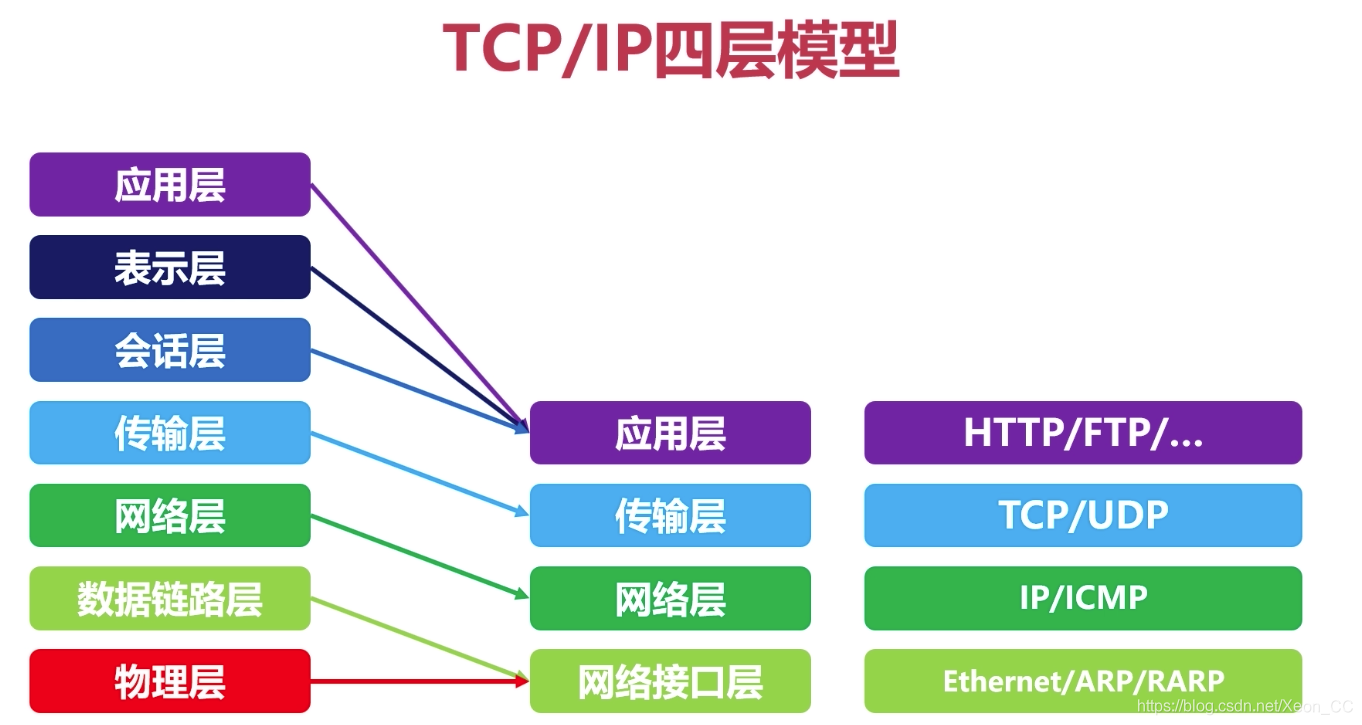 TCP/IP四层模型
应用层
表示层
会话层
传输层
网络层
数据链路层
物理层
应用层
传输层
网络层
网络接口层
HTTP/FTP/...
TCP/UDP
IP/ICMP
Ethernet/ARP/RARP
https://blog.csdn.net/Xeon_CC